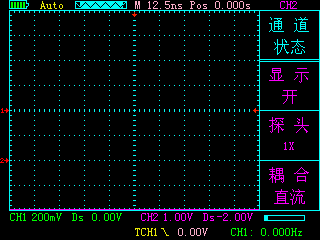 Auto M 12.5ns Pos 0.000s CH2
通道
状态
显示
开
探头
1X
耦合
直流
1
2
CH1 200mV Ds 0.00V CH2 1.00V Ds-2.00V
TCH1 0.00V CH1: 0.000Hz